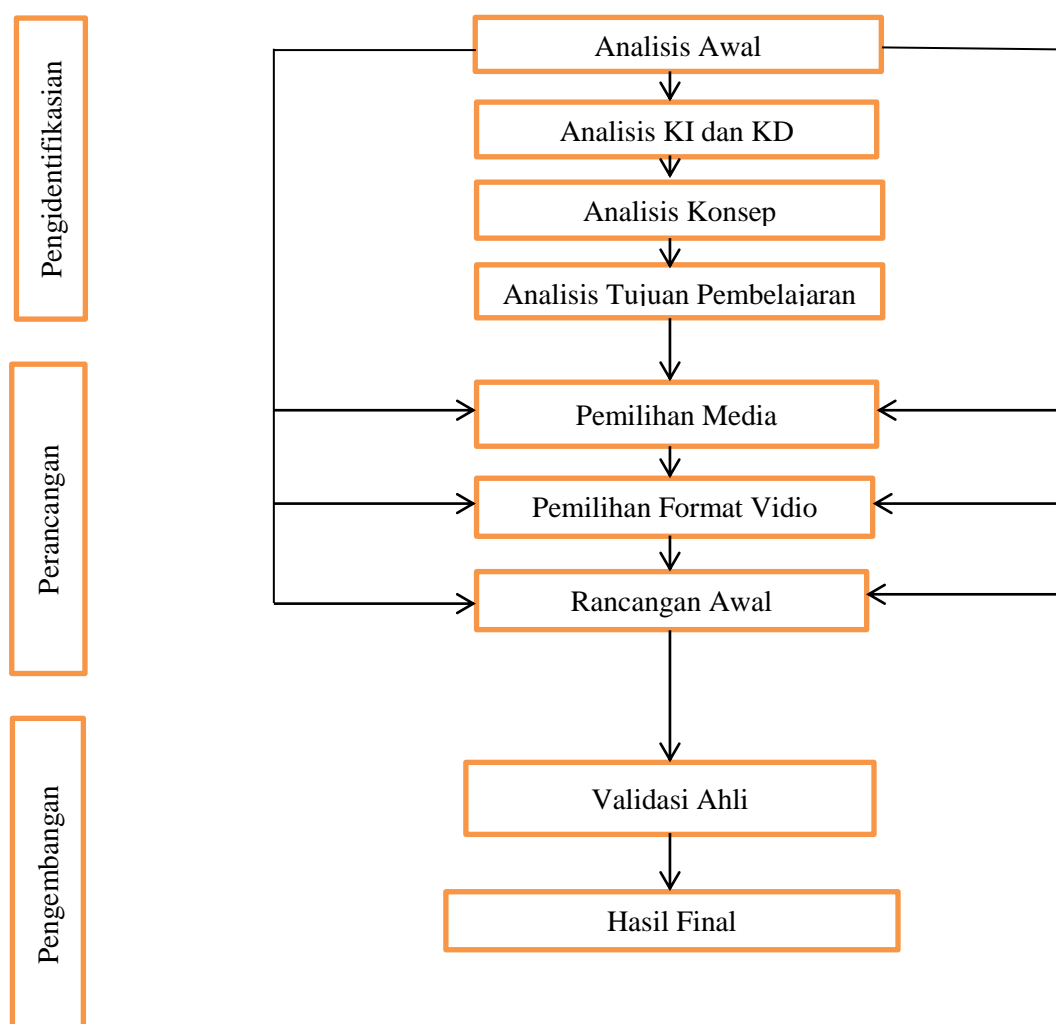 Pengidentifikasian
Analisis Awal
Analisis KI dan KD
Analisis Konsep
Analisis Tujuan Pembelajaran
Perancangan
Pemilihan Media
Pemilihan Format Vidio
Rancangan Awal
Pengembangan
Validasi Ahli
Hasil Final